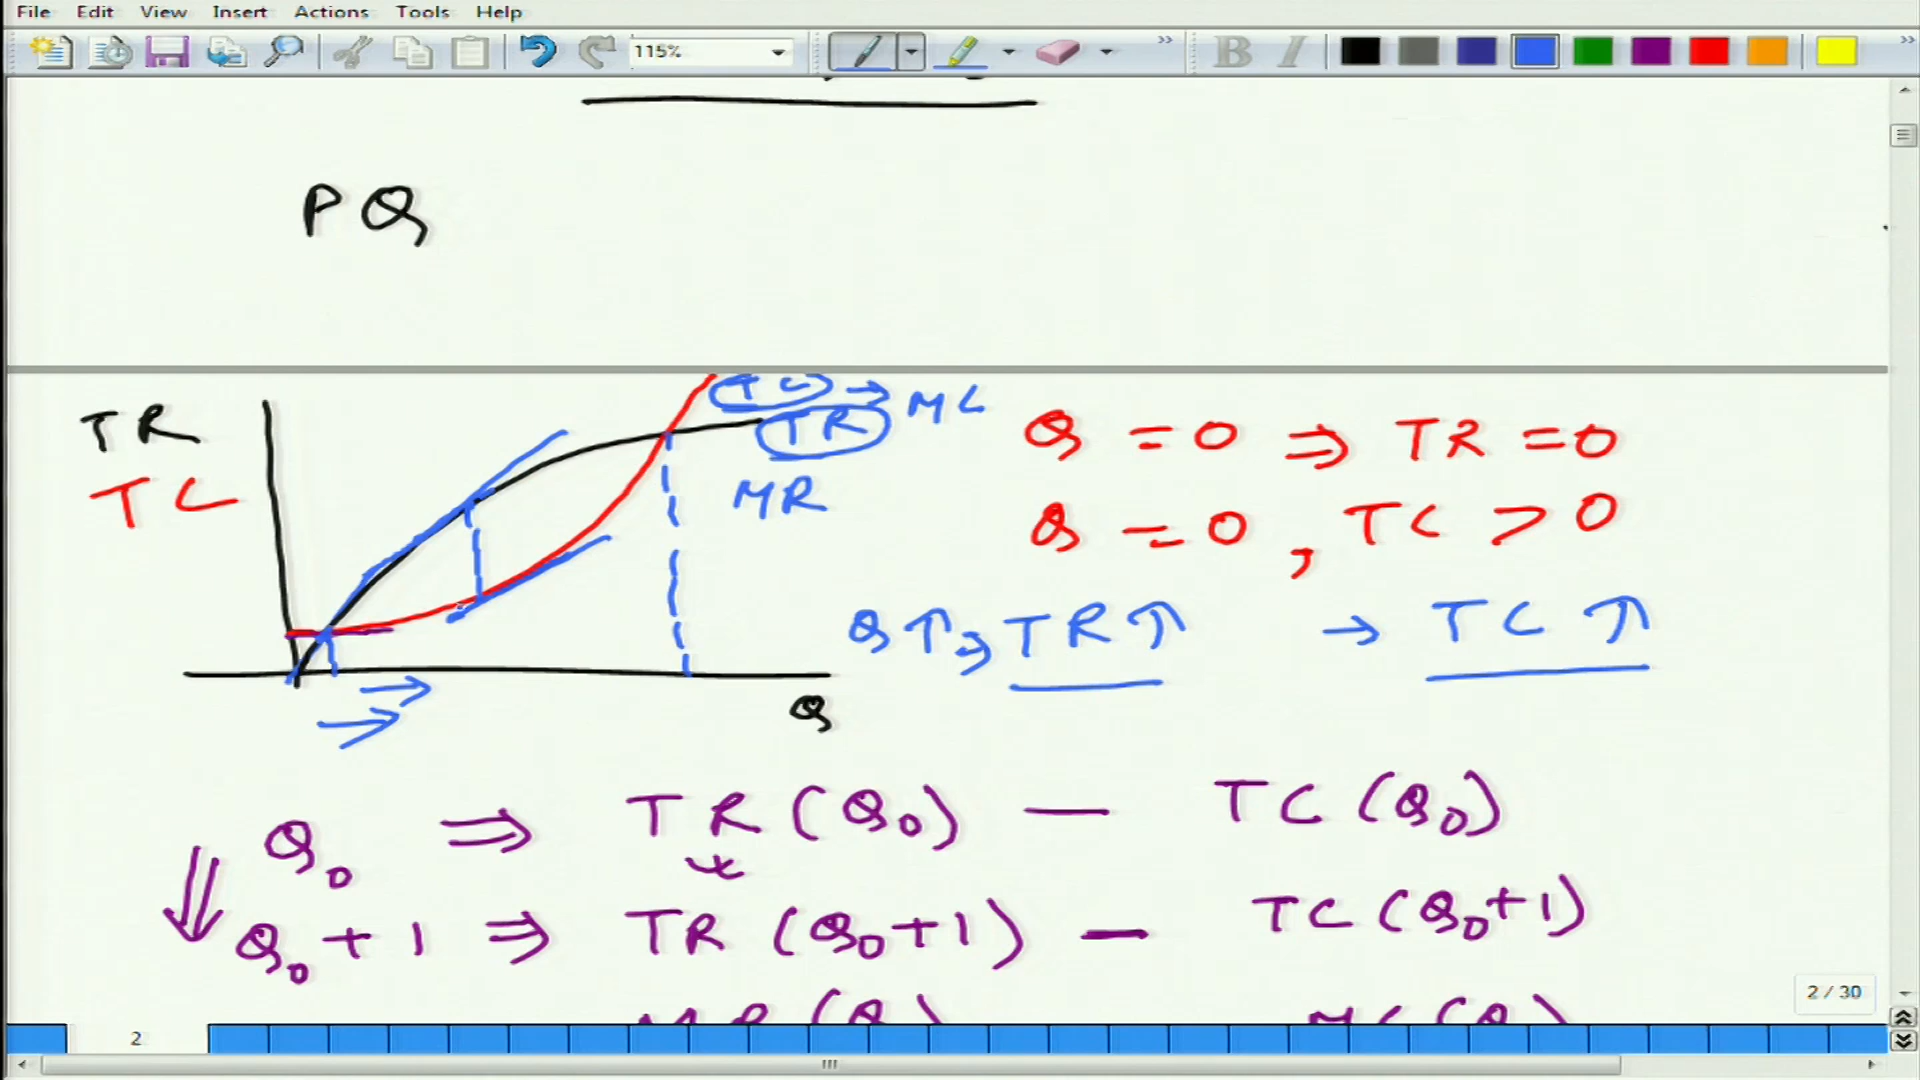 File Edit View Insert Actions Tools Help
115%
B I
P Q
TR
TC
TC → MC
TR
MR
Q
Q = 0 ⇒ TR = 0
Q = 0 , TC > 0
Q ↑ ⇒ TR ↑ → TC ↑
Q₀ ⇒ TR (Q₀) — TC (Q₀)
Q₀ + 1 ⇒ TR (Q₀+1) — TC (Q₀+1)
MR (Q) MC (Q)
2 / 30
2